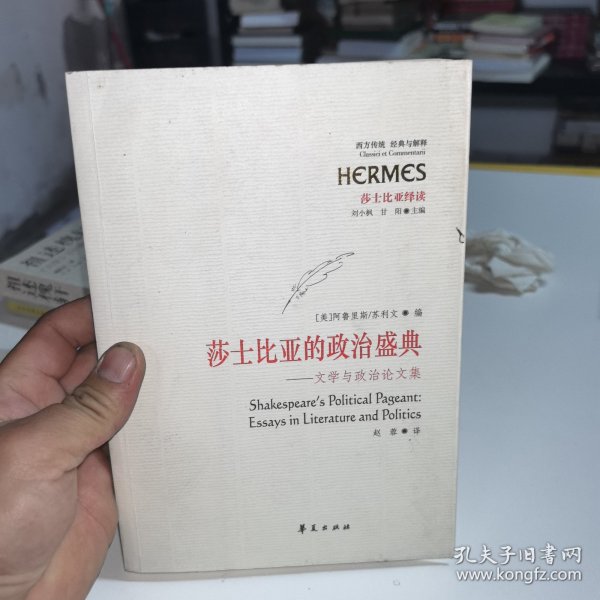 西方传统 经典与解释
Classici et Commentarii
HERMES
莎士比亚绎读
刘小枫 甘 阳 主编
[美]阿鲁里斯/苏利文 编
莎士比亚的政治盛典
——文学与政治论文集
Shakespeare's Political Pageant:
Essays in Literature and Politics
赵 蓉 译
华夏出版社
孔夫子旧书网
www.kongfz.com